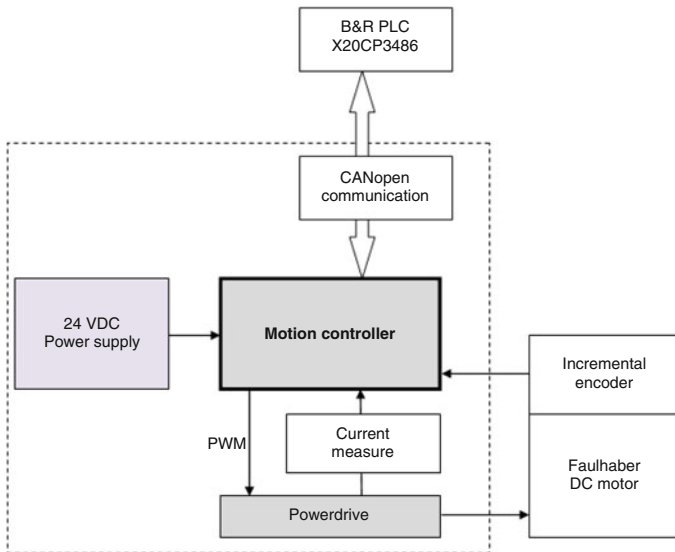 B&R PLC
X20CP3486
CANopen
communication
24 VDC
Power supply
Motion controller
Incremental
encoder
PWM
Current
measure
Faulhaber
DC motor
Powerdrive